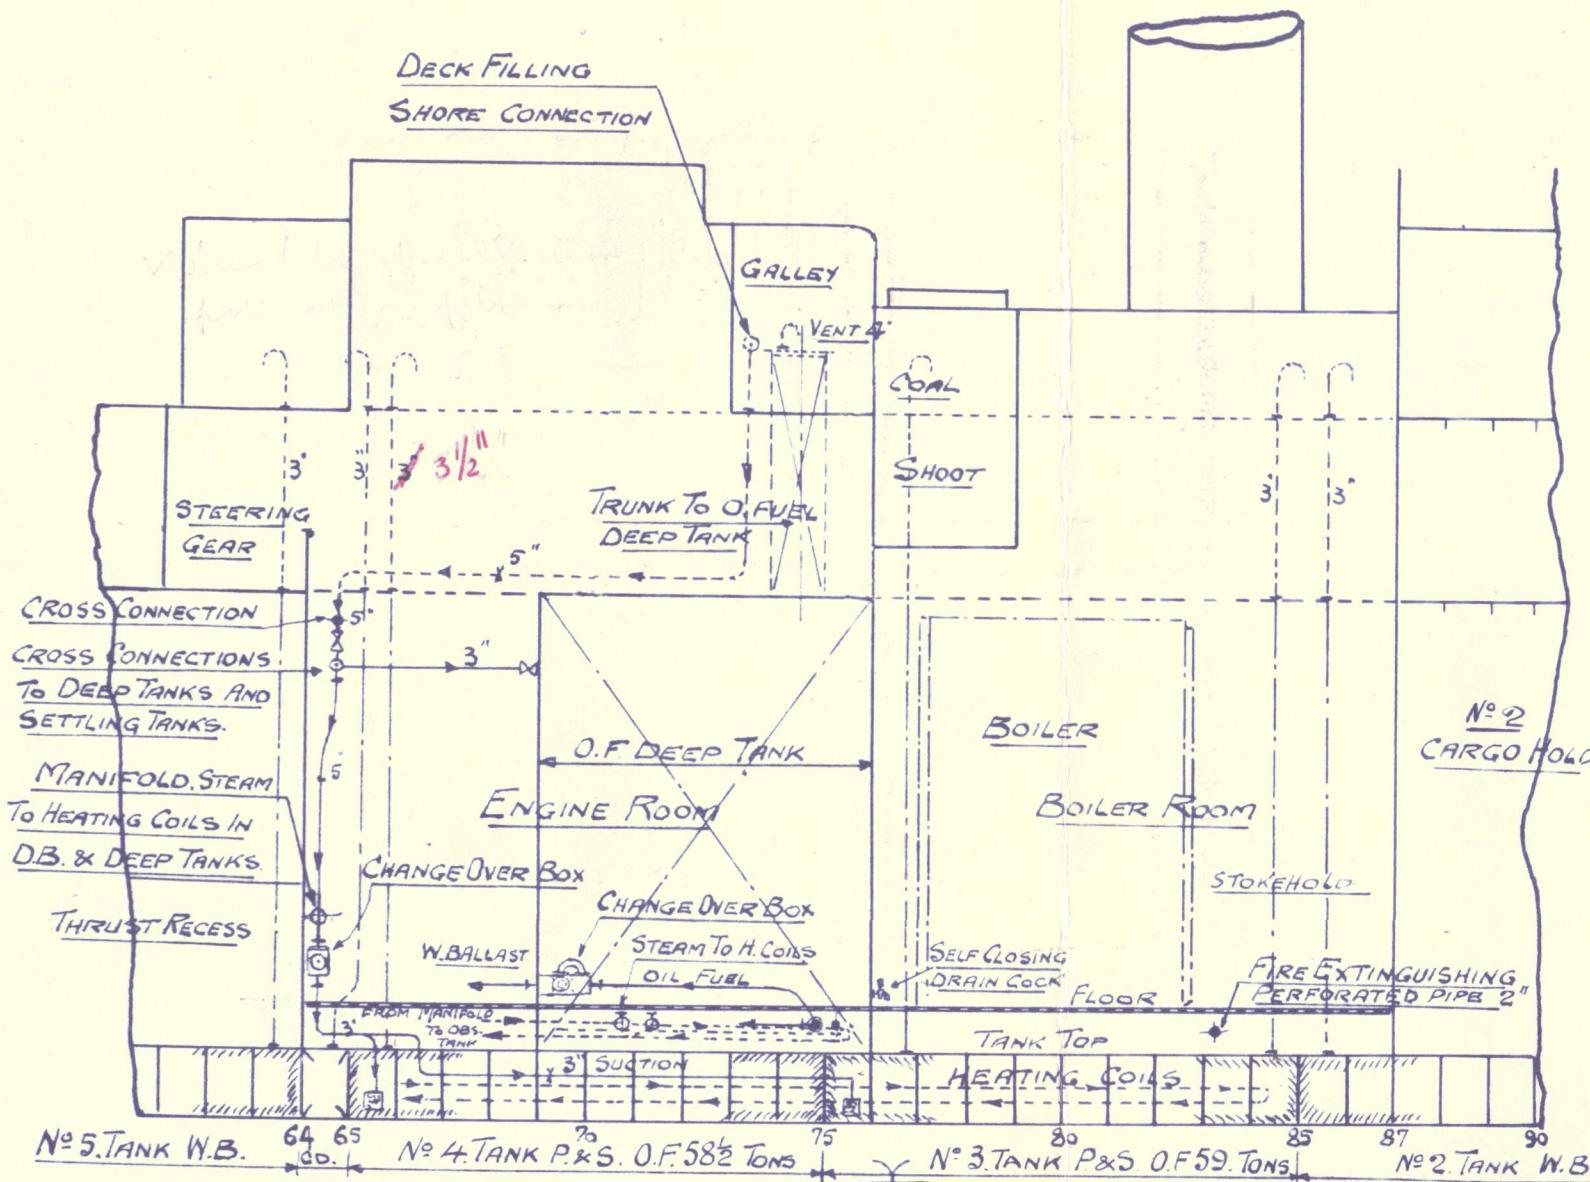 DECK FILLING
SHORE CONNECTION
GALLEY
VENT 4"
COAL
SHOOT
3"
3"
3"
3 1/2"
3"
3"
STEERING
GEAR
TRUNK TO O. FUEL
DEEP TANK
5"
CROSS CONNECTION
5"
CROSS CONNECTIONS
TO DEEP TANKS AND
SETTLING TANKS.
3"
BOILER
Nº 2
CARGO HOLD
O.F. DEEP TANK
MANIFOLD. STEAM
TO HEATING COILS IN
D.B. & DEEP TANKS.
5"
ENGINE ROOM
BOILER ROOM
CHANGE OVER BOX
STOKEHOLD
THRUST RECESS
CHANGE OVER BOX
W. BALLAST
STEAM TO H. COILS
OIL FUEL
SELF CLOSING
DRAIN COCK
FIRE EXTINGUISHING
PERFORATED PIPE 2"
FLOOR
FROM MANIFOLD
TO OBS.
TANK
3"
TANK TOP
3" SUCTION
HEATING COILS
64 65 70 75 80 85 87 90
Nº 5. TANK W.B. CD. Nº 4. TANK P.&S. O.F. 58½ TONS Nº 3. TANK P&S. O.F 59. TONS Nº 2. TANK W.B